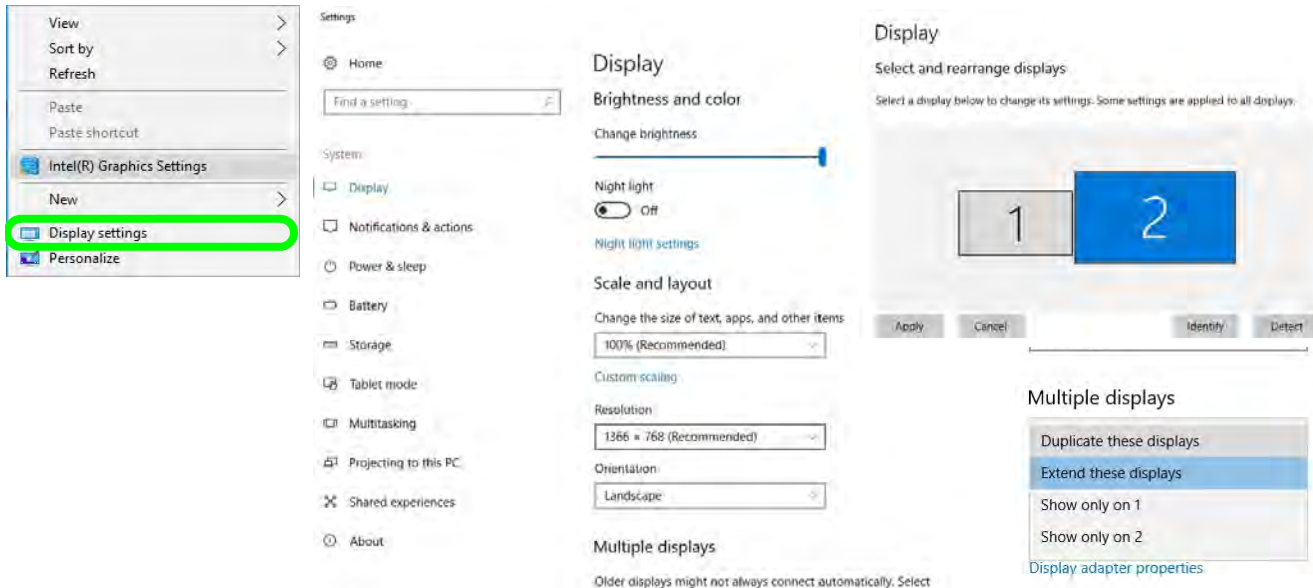 View
Sort by
Refresh
Paste
Paste shortcut
Intel(R) Graphics Settings
New
Display settings
Personalize
Settings
Home
Find a setting
System
Display
Notifications & actions
Power & sleep
Battery
Storage
Tablet mode
Multitasking
Projecting to this PC
Shared experiences
About
Display
Brightness and color
Change brightness
Night light
Off
Night light settings
Scale and layout
Change the size of text, apps, and other items
100% (Recommended)
Custom scaling
Resolution
1366 × 768 (Recommended)
Orientation
Landscape
Multiple displays
Older displays might not always connect automatically. Select
Display
Select and rearrange displays
Select a display below to change its settings. Some settings are applied to all displays.
1
2
Apply
Cancel
Identify
Detect
Multiple displays
Duplicate these displays
Extend these displays
Show only on 1
Show only on 2
Display adapter properties